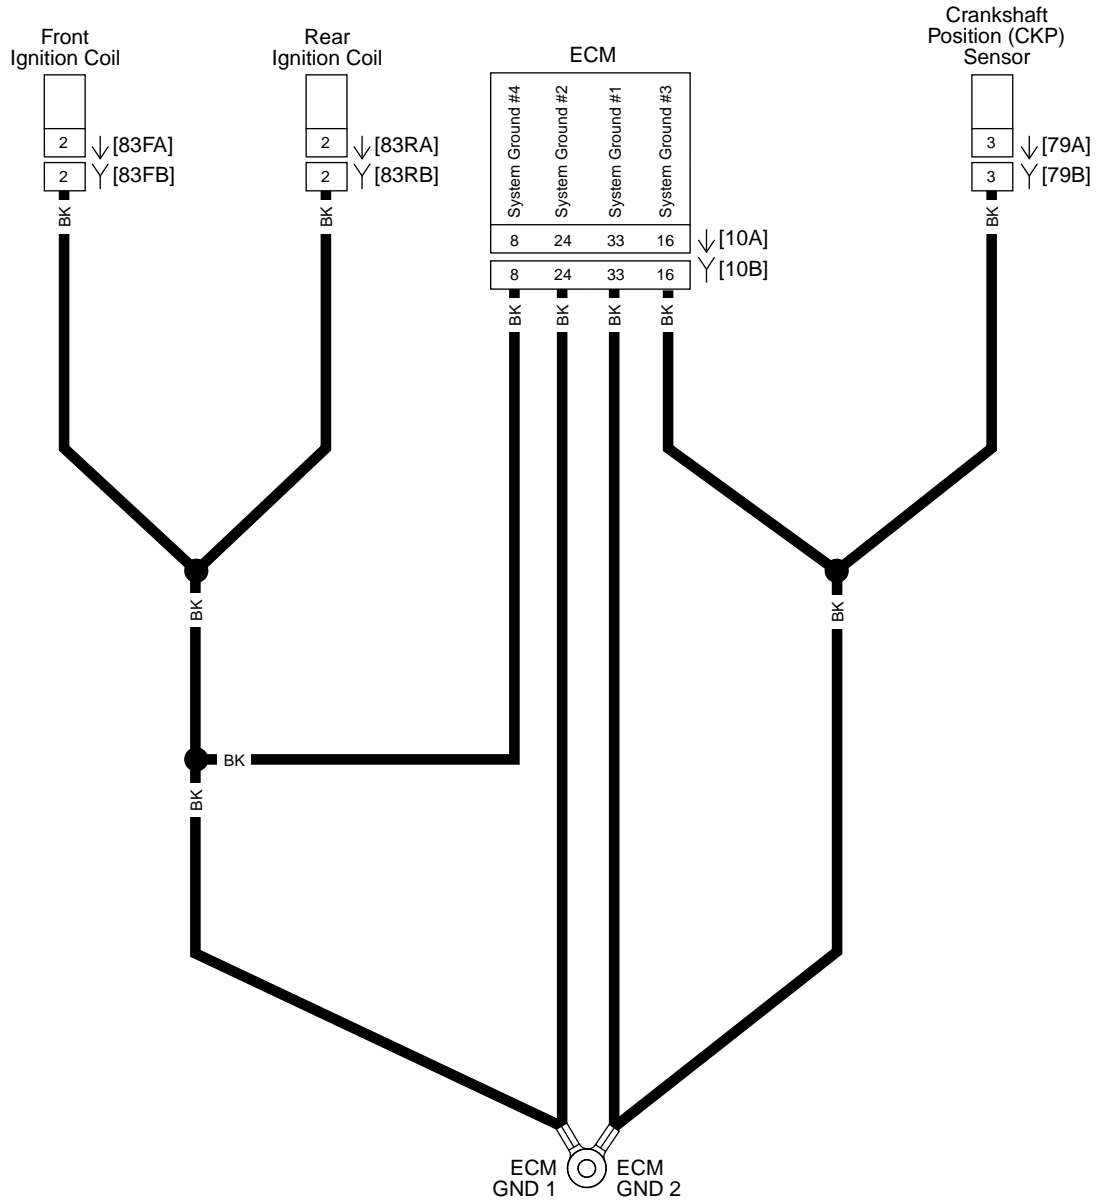 Front
Ignition Coil
Rear
Ignition Coil
ECM
Crankshaft
Position (CKP)
Sensor
System Ground #4
System Ground #2
System Ground #1
System Ground #3
2
[83FA]
2
[83FB]
2
[83RA]
2
[83RB]
3
[79A]
3
[79B]
8 24 33 16
[10A]
8 24 33 16
[10B]
BK
BK
BK
BK
BK
BK
BK
BK
BK
BK
BK
ECM
GND 1
ECM
GND 2